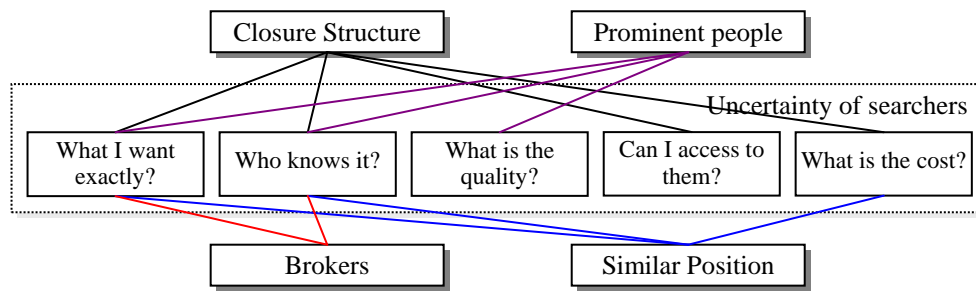 Closure Structure
Prominent people
Uncertainty of searchers
What I want
exactly?
Who knows it?
What is the
quality?
Can I access to
them?
What is the cost?
Brokers
Similar Position